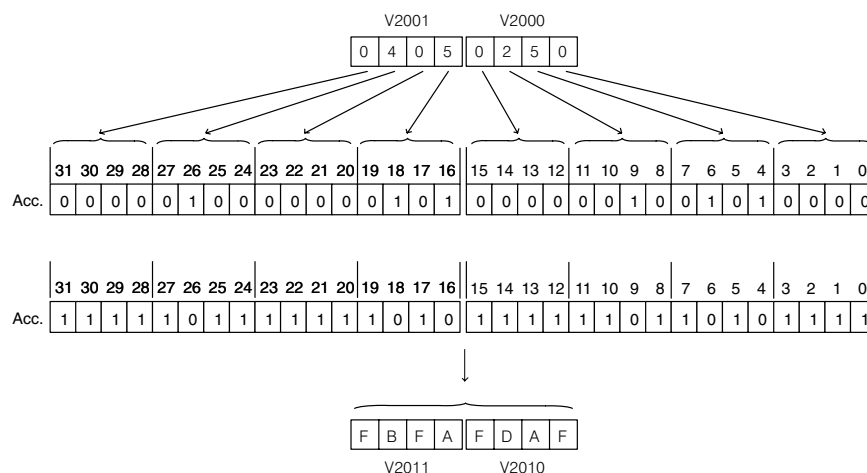 V2001 V2000
0 4 0 5 0 2 5 0
31 30 29 28 27 26 25 24 23 22 21 20 19 18 17 16 15 14 13 12 11 10 9 8 7 6 5 4 3 2 1 0
Acc. 0 0 0 0 0 1 0 0 0 0 0 0 0 1 0 1 0 0 0 0 0 0 1 0 0 1 0 1 0 0 0 0
31 30 29 28 27 26 25 24 23 22 21 20 19 18 17 16 15 14 13 12 11 10 9 8 7 6 5 4 3 2 1 0
Acc. 1 1 1 1 1 0 1 1 1 1 1 1 1 0 1 0 1 1 1 1 1 1 0 1 1 0 1 0 1 1 1 1
F B F A F D A F
V2011 V2010